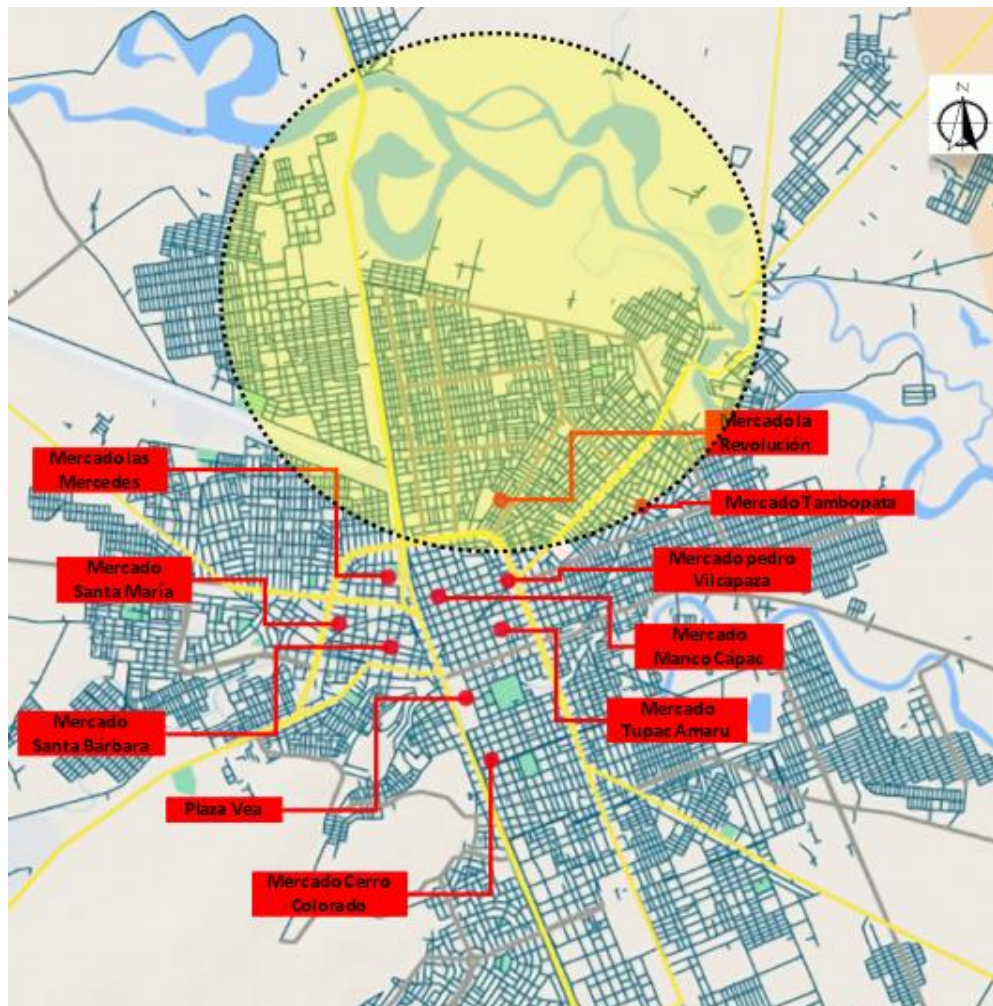 N
Mercado la
Revolución
Mercado las
Mercedes
Mercado Tambopata
Mercado pedro
Vilcapaza
Mercado
Santa María
Mercado
Manco Cápac
Mercado
Tupac Amaru
Mercado
Santa Bárbara
Plaza Vea
Mercado Cerro
Colorado